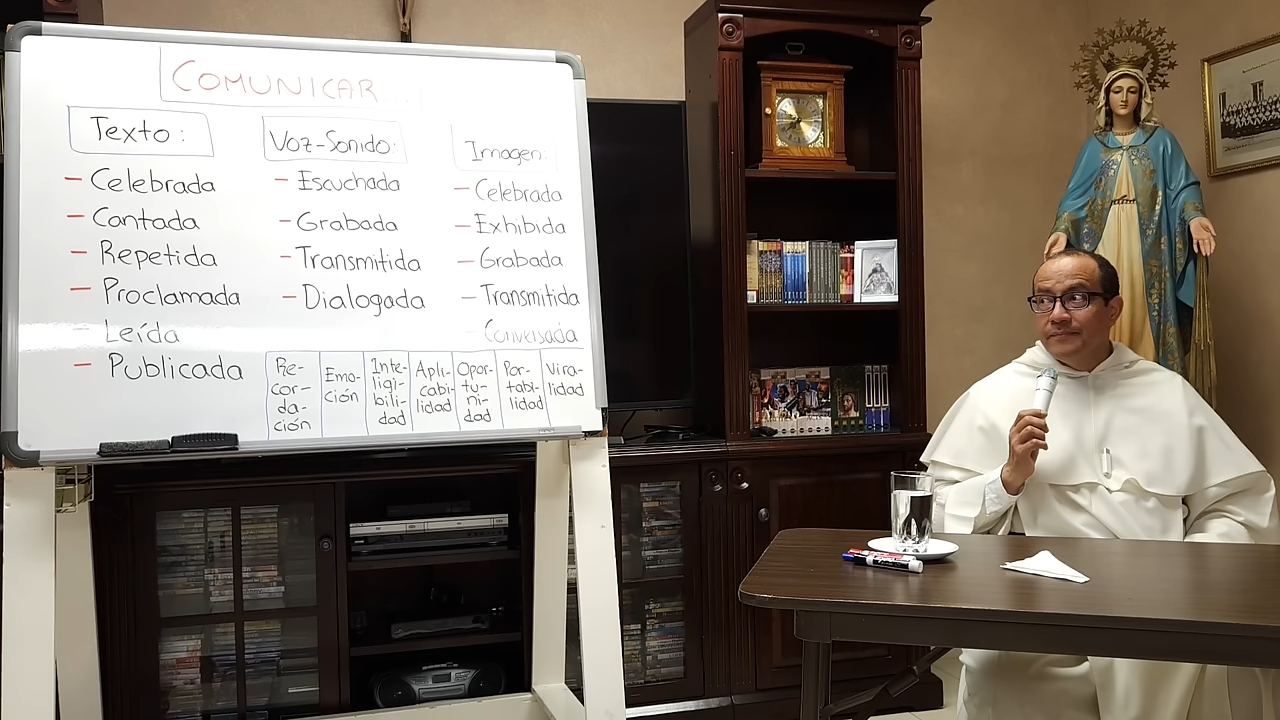 COMUNICAR
Texto:
- Celebrada
- Cantada
- Repetida
- Proclamada
- Leída
- Publicada
Voz-Sonido:
- Escuchada
- Grabada
- Transmitida
- Dialogada
Imagen:
- Celebrada
- Exhibida
- Grabada
- Transmitida
- Conversada
Re-
cor-
da-
ción
Emo-
ción
Inte-
ligi-
bili-
dad
Apli-
cabi-
lidad
Opor-
tu-
ni-
dad
Por-
tabi-
lidad
Vira-
lidad